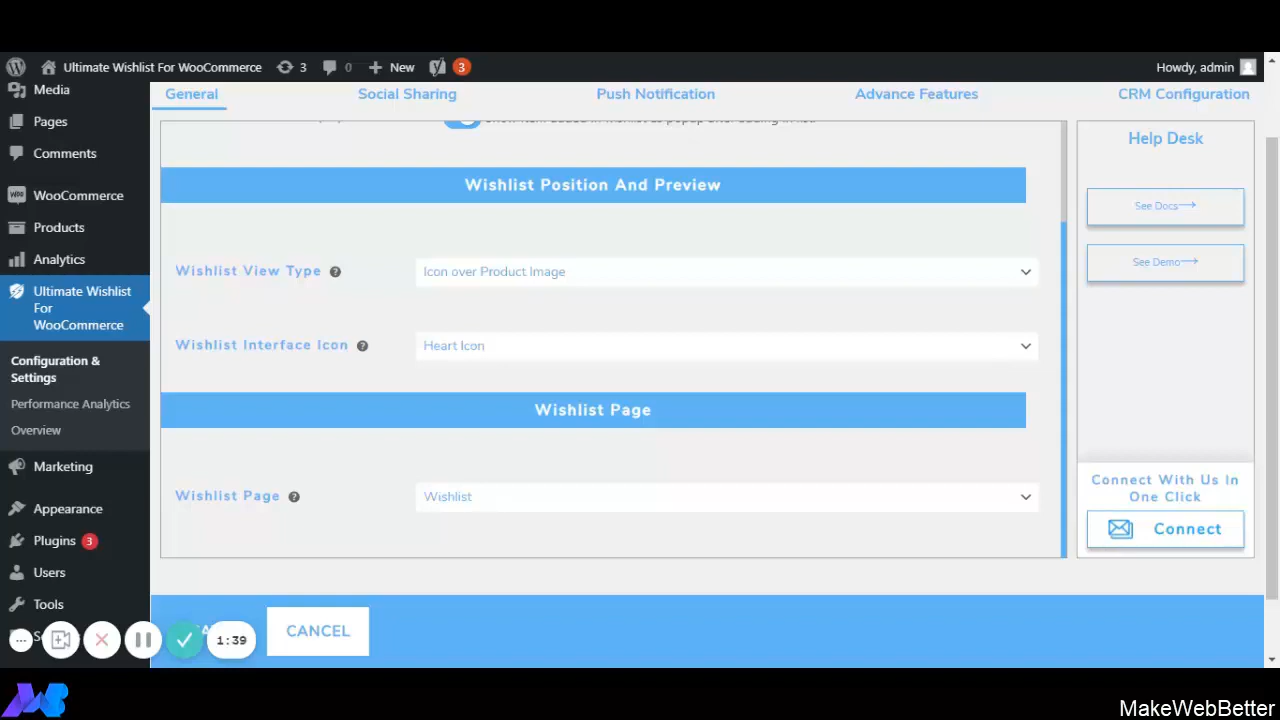 Ultimate Wishlist For WooCommerce 3 0 New 3 Howdy, admin
Media
Pages
Comments
WooCommerce
Products
Analytics
Ultimate Wishlist
For
WooCommerce
Configuration &
Settings
Performance Analytics
Overview
Marketing
Appearance
Plugins 3
Users
Tools
General Social Sharing Push Notification Advance Features CRM Configuration
Wishlist Position And Preview
Wishlist View Type ? Icon over Product Image
Wishlist Interface Icon ? Heart Icon
Wishlist Page
Wishlist Page ? Wishlist
Help Desk
See Docs→
See Demo→
Connect With Us In
One Click
Connect
CANCEL
1:39
MakeWebBetter